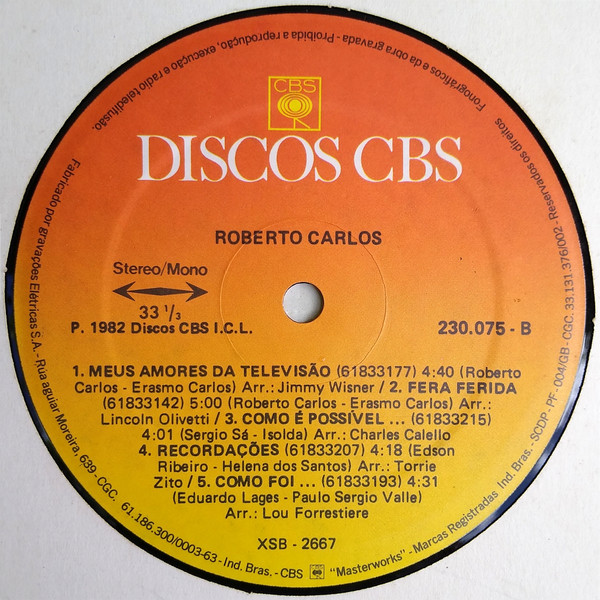 CBS
DISCOS CBS
ROBERTO CARLOS
Stereo/Mono
33 1/3
P. 1982 Discos CBS I.C.L.
230.075 - B
1. MEUS AMORES DA TELEVISÃO (61833177) 4:40 (Roberto
Carlos - Erasmo Carlos) Arr.: Jimmy Wisner / 2. FERA FERIDA
(61833142) 5:00 (Roberto Carlos - Erasmo Carlos) Arr.:
Lincoln Olivetti / 3. COMO É POSSÍVEL ... (61833215)
4:01 (Sergio Sá - Isolda) Arr.: Charles Calello
4. RECORDAÇÕES (61833207) 4:18 (Edson
Ribeiro - Helena dos Santos) Arr.: Torrie
Zito / 5. COMO FOI ... (61833193) 4:31
(Eduardo Lages - Paulo Sergio Valle)
Arr.: Lou Forrestiere
XSB - 2667
Fabricado por gravações Elétricas S.A. - Rúa aguiar Moreira, 639 - CGC. 61.186.300/0003-63 - Ind. Bras. - CBS "Masterworks" - Marcas Registradas Ind. Bras. - SCDP - PF - 004/GB - CGC. 33.131.376/002 - Reservados os direitos
Fonográficos e da obra gravada - Proibida a reprodução, execução e radio teledifusão.